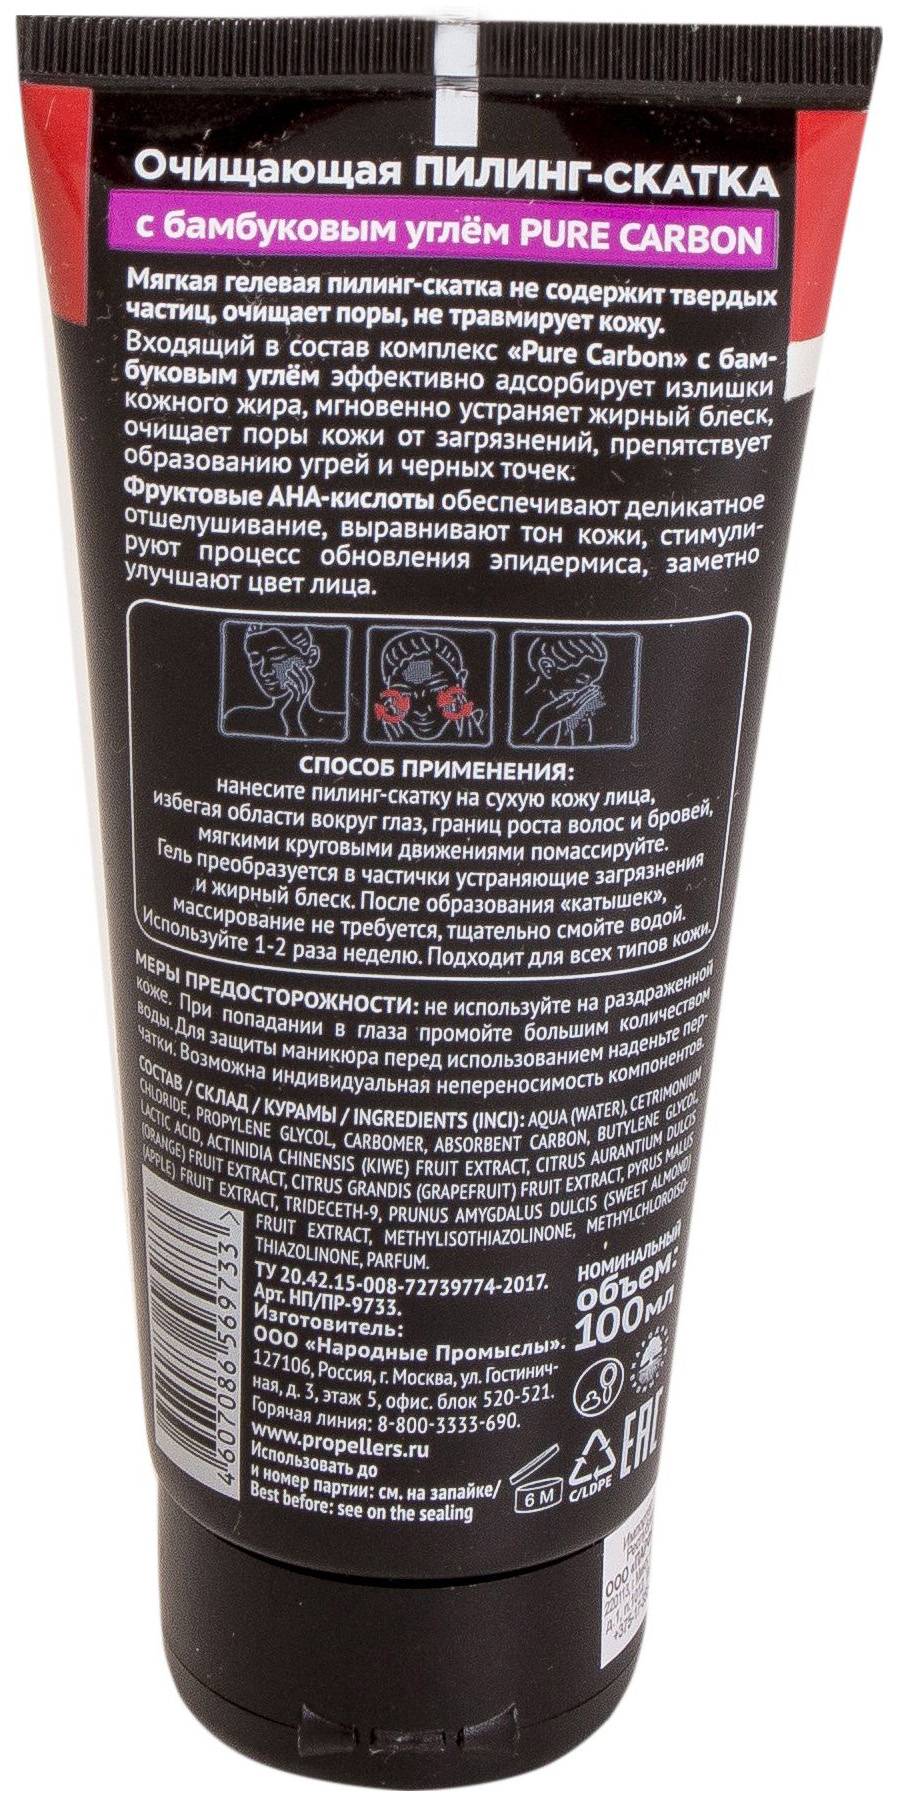 Очищающая ПИЛИНГ-СКАТКА
с бамбуковым углём PURE CARBON
Мягкая гелевая пилинг-скатка не содержит твердых
частиц, очищает поры, не травмирует кожу.
Входящий в состав комплекс «Pure Carbon» с бам-
буковым углём эффективно адсорбирует излишки
кожного жира, мгновенно устраняет жирный блеск,
очищает поры кожи от загрязнений, препятствует
образованию угрей и черных точек.
Фруктовые АНА-кислоты обеспечивают деликатное
отшелушивание, выравнивают тон кожи, стимули-
руют процесс обновления эпидермиса, заметно
улучшают цвет лица.
СПОСОБ ПРИМЕНЕНИЯ:
нанесите пилинг-скатку на сухую кожу лица,
избегая области вокруг глаз, границ роста волос и бровей,
мягкими круговыми движениями помассируйте.
Гель преобразуется в частички устраняющие загрязнения
и жирный блеск. После образования «катышек»,
массирование не требуется, тщательно смойте водой.
Используйте 1-2 раза неделю. Подходит для всех типов кожи.
МЕРЫ ПРЕДОСТОРОЖНОСТИ: не используйте на раздраженной
коже. При попадании в глаза промойте большим количеством
воды. Для защиты маникюра перед использованием наденьте пер-
чатки. Возможна индивидуальная непереносимость компонентов.
СОСТАВ / СКЛАД / КУРАМЫ / INGREDIENTS (INCI): AQUA (WATER), CETRIMONIUM
CHLORIDE, PROPYLENE GLYCOL, CARBOMER, ABSORBENT CARBON, BUTYLENE GLYCOL,
LACTIC ACID, ACTINIDIA CHINENSIS (KIWE) FRUIT EXTRACT, CITRUS AURANTIUM DULCIS
(ORANGE) FRUIT EXTRACT, CITRUS GRANDIS (GRAPEFRUIT) FRUIT EXTRACT, PYRUS MALUS
(APPLE) FRUIT EXTRACT, TRIDECETH-9, PRUNUS AMYGDALUS DULCIS (SWEET ALMOND)
FRUIT EXTRACT, METHYLISOTHIAZOLINONE, METHYLCHLOROISO-
THIAZOLINONE, PARFUM.
ТУ 20.42.15-008-72739774-2017.
Арт. НП/ПР-9733.
Изготовитель:
ООО «Народные Промыслы».
127106, Россия, г. Москва, ул. Гостинич-
ная, д. 3, этаж 5, офис. блок 520-521.
Горячая линия: 8-800-3333-690.
www.propellers.ru
Использовать до
и номер партии: см. на запайке/
Best before: see on the sealing
НОМИНАЛЬНЫЙ
объем:
100мл
6 M
C/LDPE
EAC
4 607086 569733 >
ООО
220113
д. 1, п.